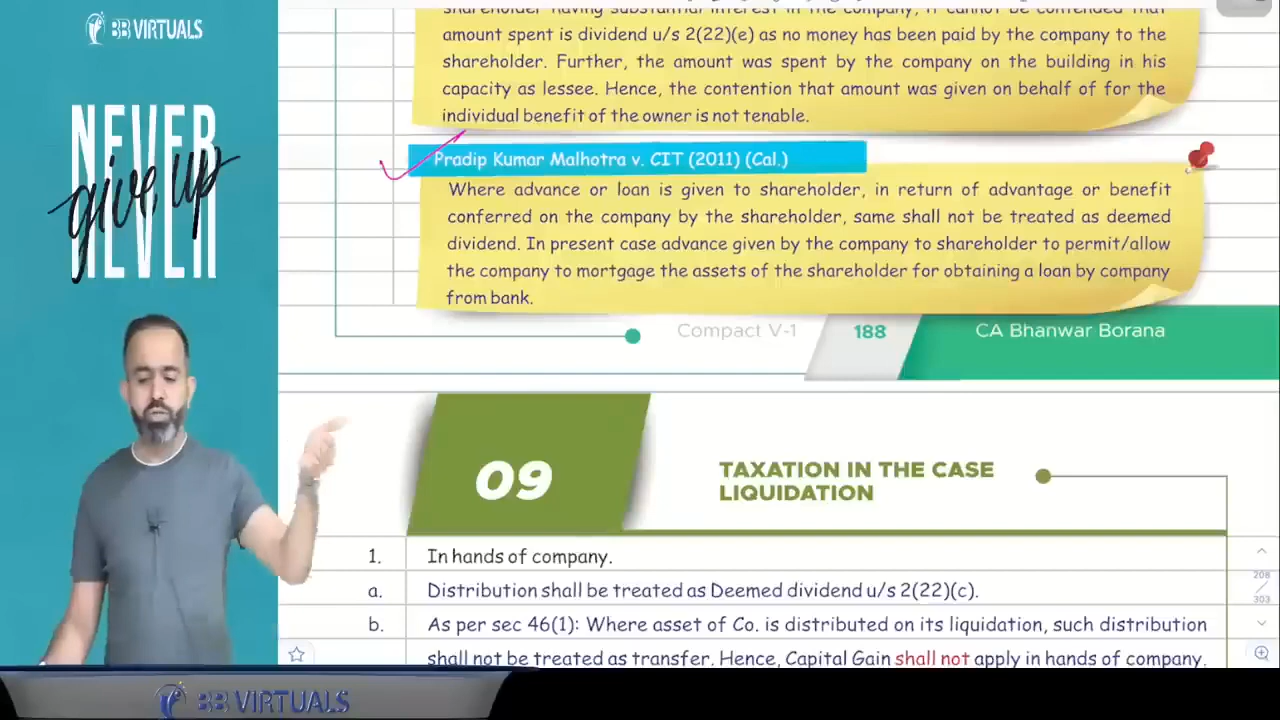 BB VIRTUALS
NEVER
give up
NEVER
amount spent is dividend u/s 2(22)(e) as no money has been paid by the company to the
shareholder. Further, the amount was spent by the company on the building in his
capacity as lessee. Hence, the contention that amount was given on behalf of for the
individual benefit of the owner is not tenable.
Pradip Kumar Malhotra v. CIT (2011) (Cal.)
Where advance or loan is given to shareholder, in return of advantage or benefit
conferred on the company by the shareholder, same shall not be treated as deemed
dividend. In present case advance given by the company to shareholder to permit/allow
the company to mortgage the assets of the shareholder for obtaining a loan by company
from bank.
Compact V-1 188 CA Bhanwar Borana
09 TAXATION IN THE CASE
LIQUIDATION
1. In hands of company.
a. Distribution shall be treated as Deemed dividend u/s 2(22)(c).
b. As per sec 46(1): Where asset of Co. is distributed on its liquidation, such distribution
shall not be treated as transfer. Hence, Capital Gain shall not apply in hands of company.
208
303
BB VIRTUALS